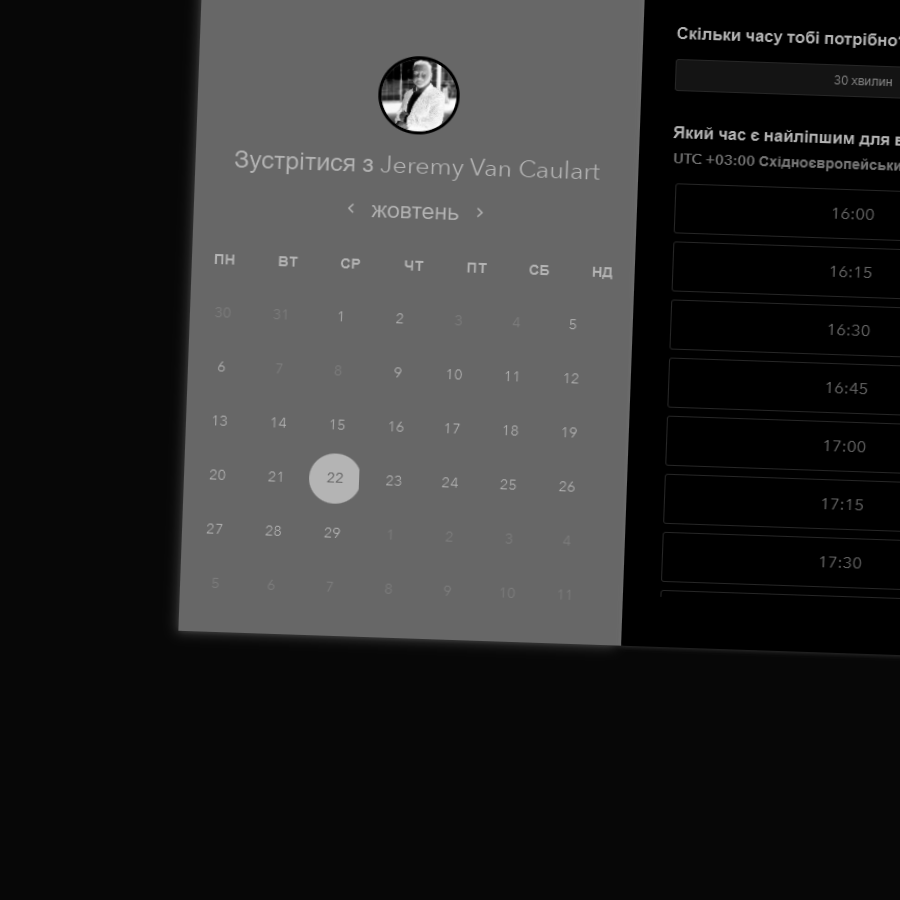 Зустрітися з Jeremy Van Caulart
жовтень
ПН ВТ СР ЧТ ПТ СБ НД
30 31 1 2 3 4 5
6 7 8 9 10 11 12
13 14 15 16 17 18 19
20 21 22 23 24 25 26
27 28 29 1 2 3 4
5 6 7 8 9 10 11
Скільки часу тобі потрібно
30 хвилин
Який час є найліпшим для
UTC +03:00
16:00
16:15
16:30
16:45
17:00
17:15
17:30